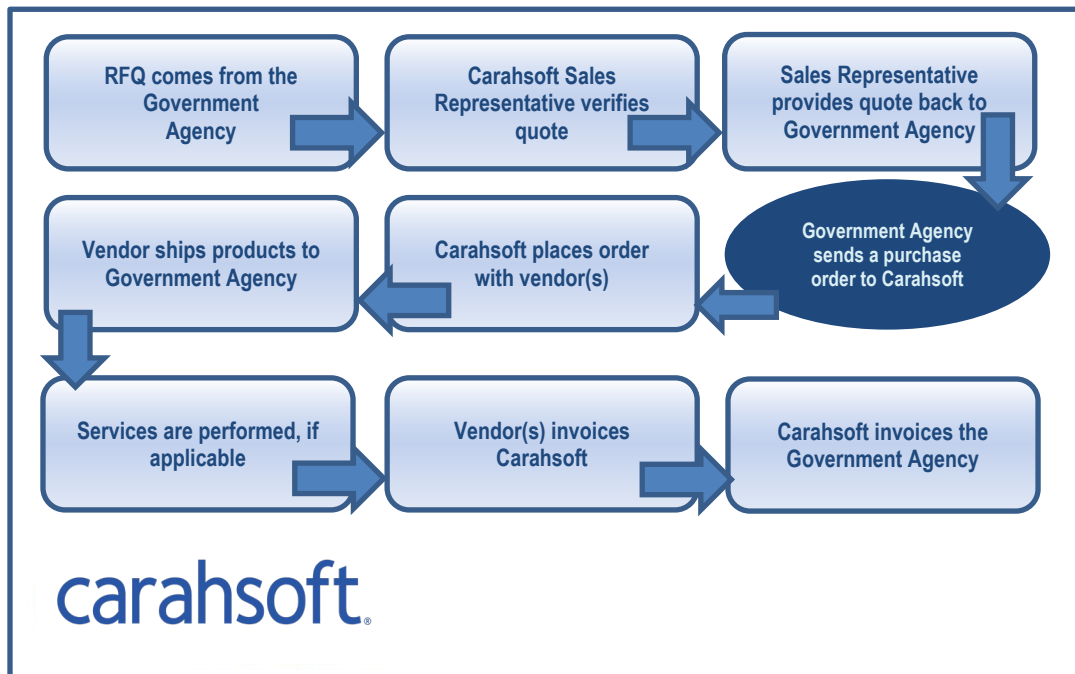 RFQ comes from the
Government
Agency
Carahsoft Sales
Representative verifies
quote
Sales Representative
provides quote back to
Government Agency
Government Agency
sends a purchase
order to Carahsoft
Carahsoft places order
with vendor(s)
Vendor ships products to
Government Agency
Services are performed, if
applicable
Vendor(s) invoices
Carahsoft
Carahsoft invoices the
Government Agency
carahsoft®